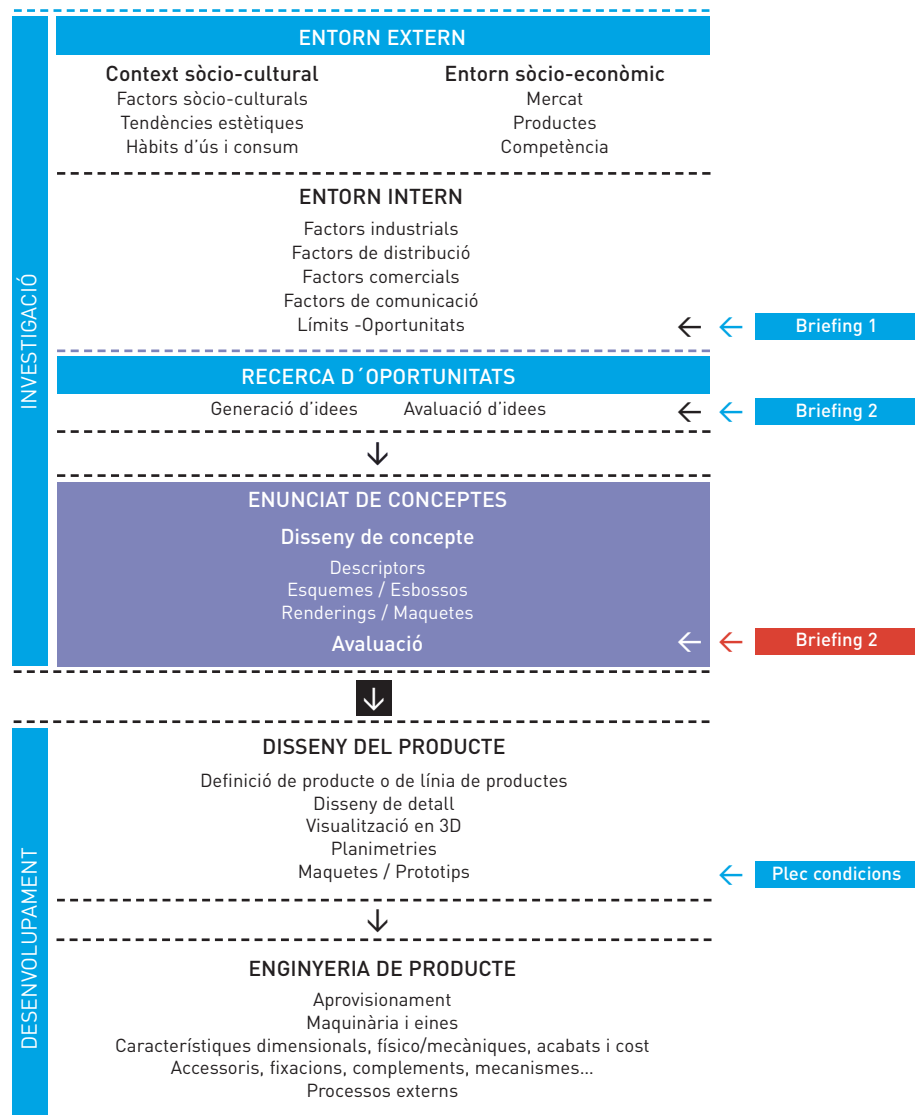 ENTORN EXTERN
Context sòcio-cultural
Factors sòcio-culturals
Tendències estètiques
Hàbits d'ús i consum
Entorn sòcio-econòmic
Mercat
Productes
Competència
ENTORN INTERN
Factors industrials
Factors de distribució
Factors comercials
Factors de comunicació
Límits -Oportunitats
Briefing 1
INVESTIGACIÓ
RECERCA D´OPORTUNITATS
Generació d'idees Avaluació d'idees
Briefing 2
ENUNCIAT DE CONCEPTES
Disseny de concepte
Descriptors
Esquemes / Esbossos
Renderings / Maquetes
Avaluació
Briefing 2
DISSENY DEL PRODUCTE
Definició de producte o de línia de productes
Disseny de detall
Visualització en 3D
Planimetries
Maquetes / Prototips
Plec condicions
DESENVOLUPAMENT
ENGINYERIA DE PRODUCTE
Aprovisionament
Maquinària i eines
Característiques dimensionals, físico/mecàniques, acabats i cost
Accessoris, fixacions, complements, mecanismes...
Processos externs